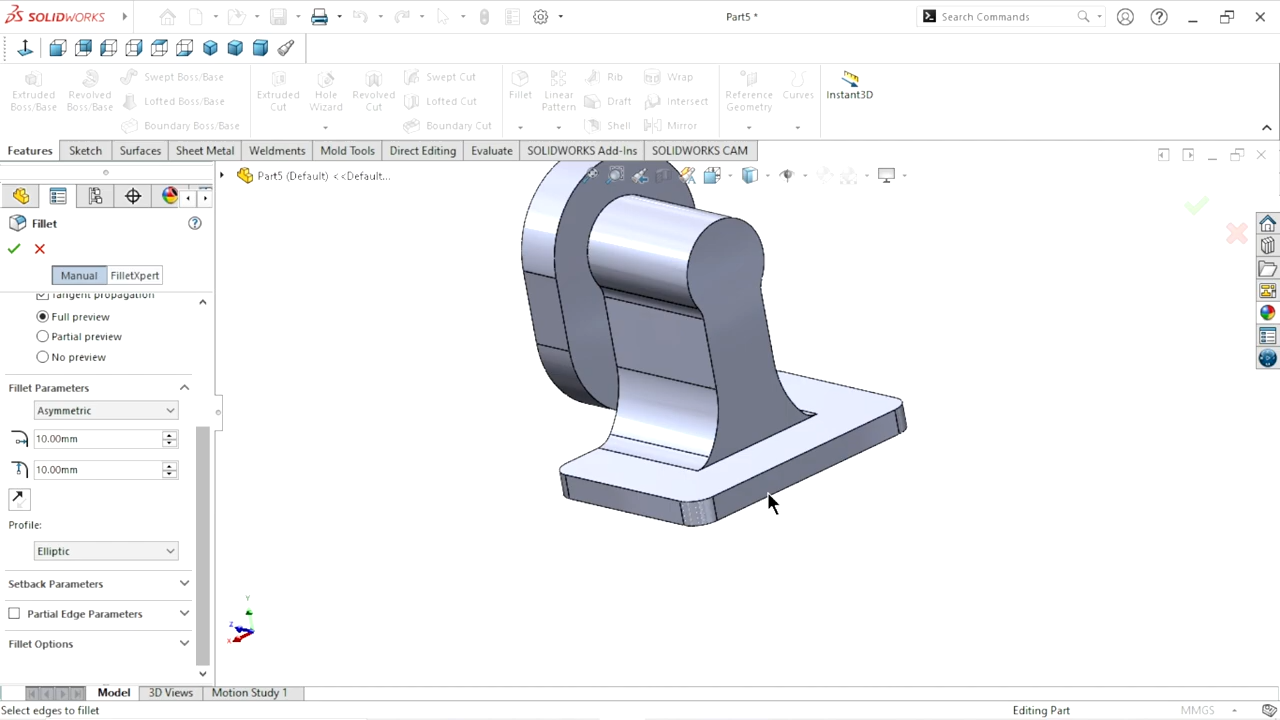 SOLIDWORKS
Part5 *
Search Commands
Extruded Boss/Base
Revolved Boss/Base
Swept Boss/Base
Lofted Boss/Base
Boundary Boss/Base
Extruded Cut
Hole Wizard
Revolved Cut
Swept Cut
Lofted Cut
Boundary Cut
Fillet
Linear Pattern
Rib
Draft
Shell
Wrap
Intersect
Mirror
Reference Geometry
Curves
Instant3D
Features
Sketch
Surfaces
Sheet Metal
Weldments
Mold Tools
Direct Editing
Evaluate
SOLIDWORKS Add-Ins
SOLIDWORKS CAM
Part5 (Default) <<Default...
Fillet
Manual
FilletXpert
Tangent propagation
Full preview
Partial preview
No preview
Fillet Parameters
Asymmetric
10.00mm
10.00mm
Profile:
Elliptic
Setback Parameters
Partial Edge Parameters
Fillet Options
y
z
x
Model
3D Views
Motion Study 1
Select edges to fillet
Editing Part
MMGS